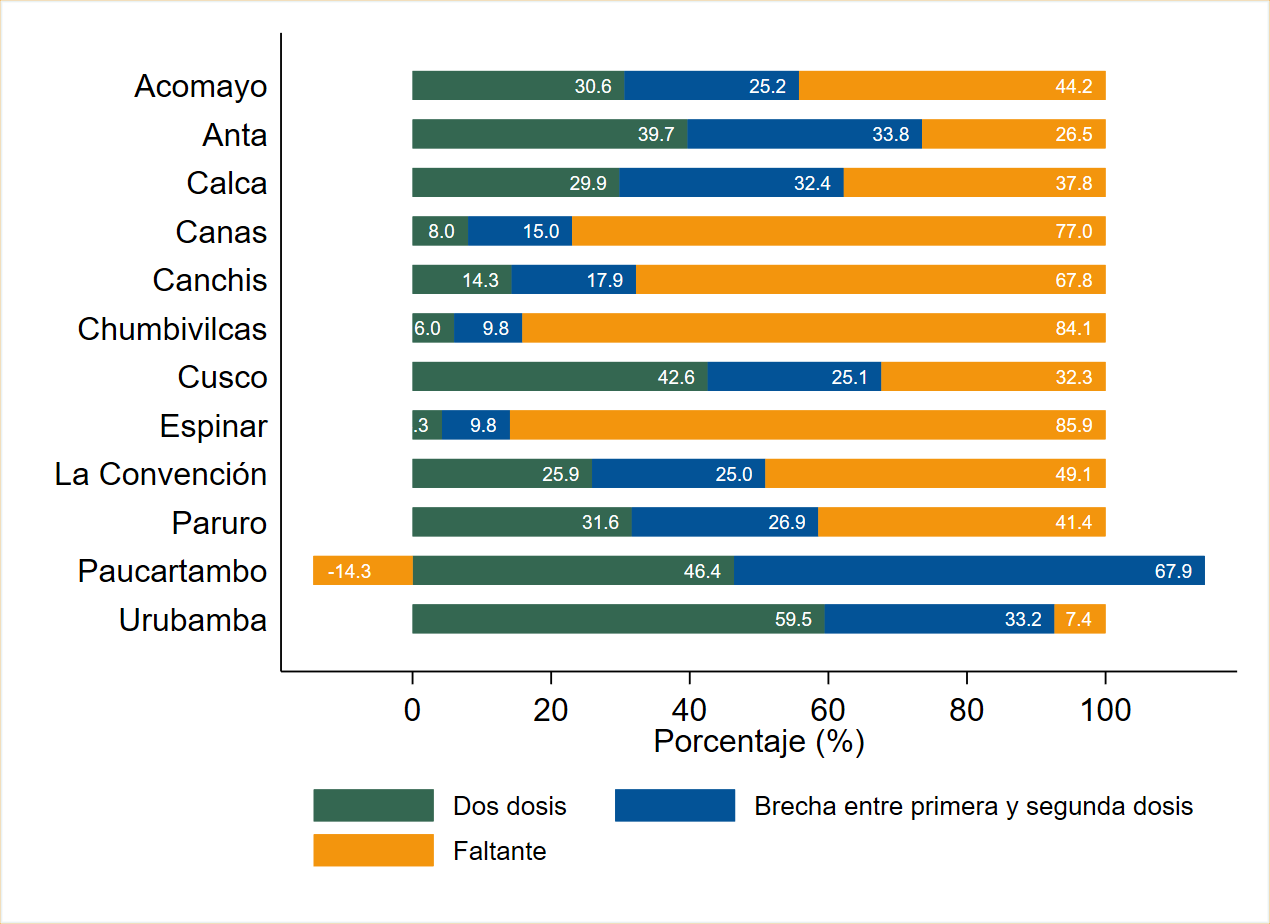 Acomayo 30.6 25.2 44.2
Anta 39.7 33.8 26.5
Calca 29.9 32.4 37.8
Canas 8.0 15.0 77.0
Canchis 14.3 17.9 67.8
Chumbivilcas 6.0 9.8 84.1
Cusco 42.6 25.1 32.3
Espinar .3 9.8 85.9
La Convención 25.9 25.0 49.1
Paruro 31.6 26.9 41.4
Paucartambo -14.3 46.4 67.9
Urubamba 59.5 33.2 7.4
0 20 40 60 80 100
Porcentaje (%)
Dos dosis Brecha entre primera y segunda dosis
Faltante